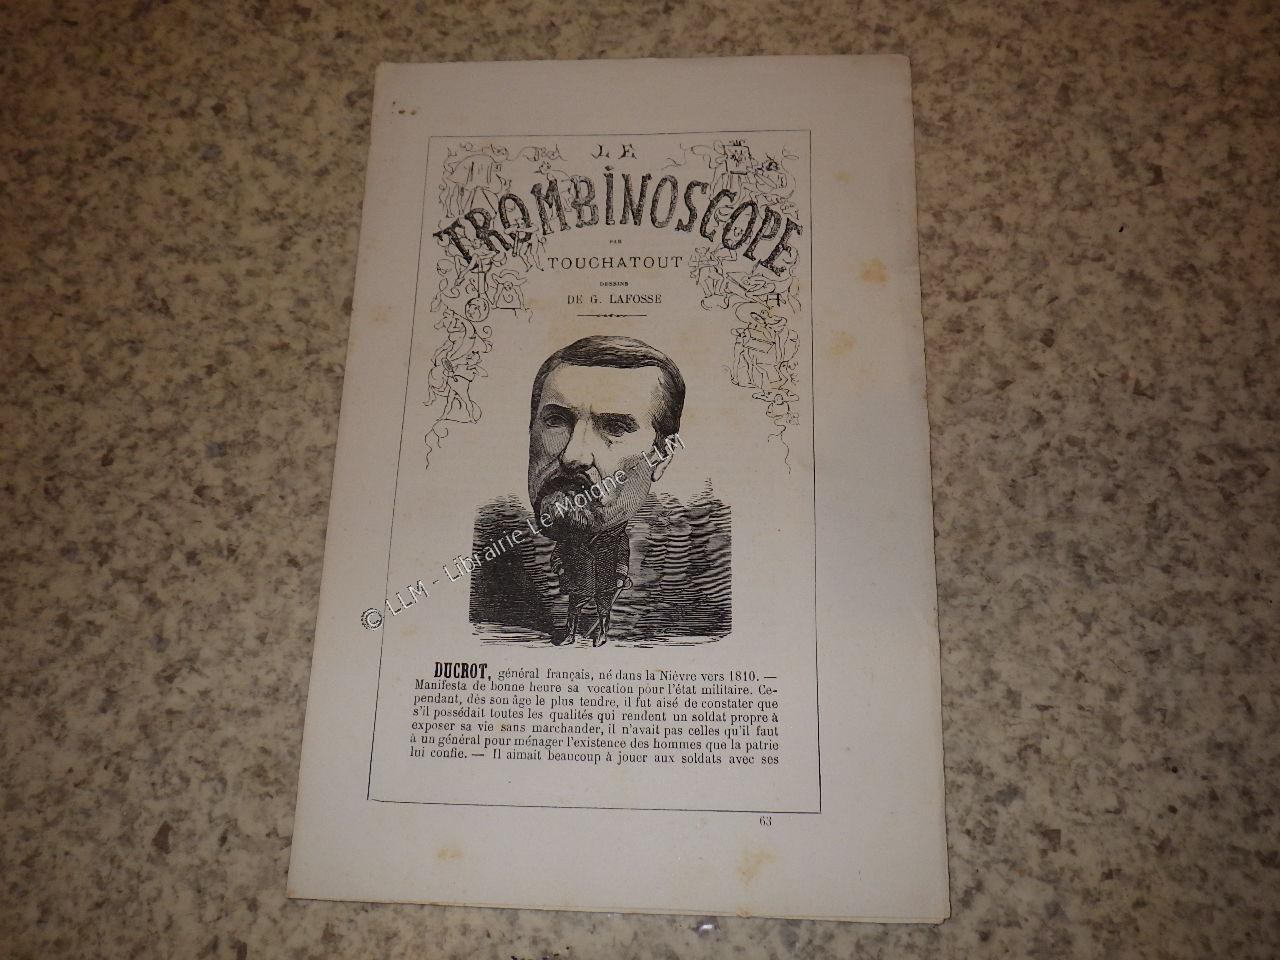 LE
TROMBINOSCOPE
PAR
TOUCHATOUT
DESSINS
DE G. LAFOSSE
© LLM - Librairie Le Moigne - LLM
DUCROT, général français, né dans la Nièvre vers 1810. —
Manifesta de bonne heure sa vocation pour l'état militaire. Ce-
pendant, dès son âge le plus tendre, il fut aisé de constater que
s'il possédait toutes les qualités qui rendent un soldat propre à
exposer sa vie sans marchander, il n'avait pas celles qu'il faut
à un général pour ménager l'existence des hommes que la patrie
lui confie. — Il aimait beaucoup à jouer aux soldats avec ses
63